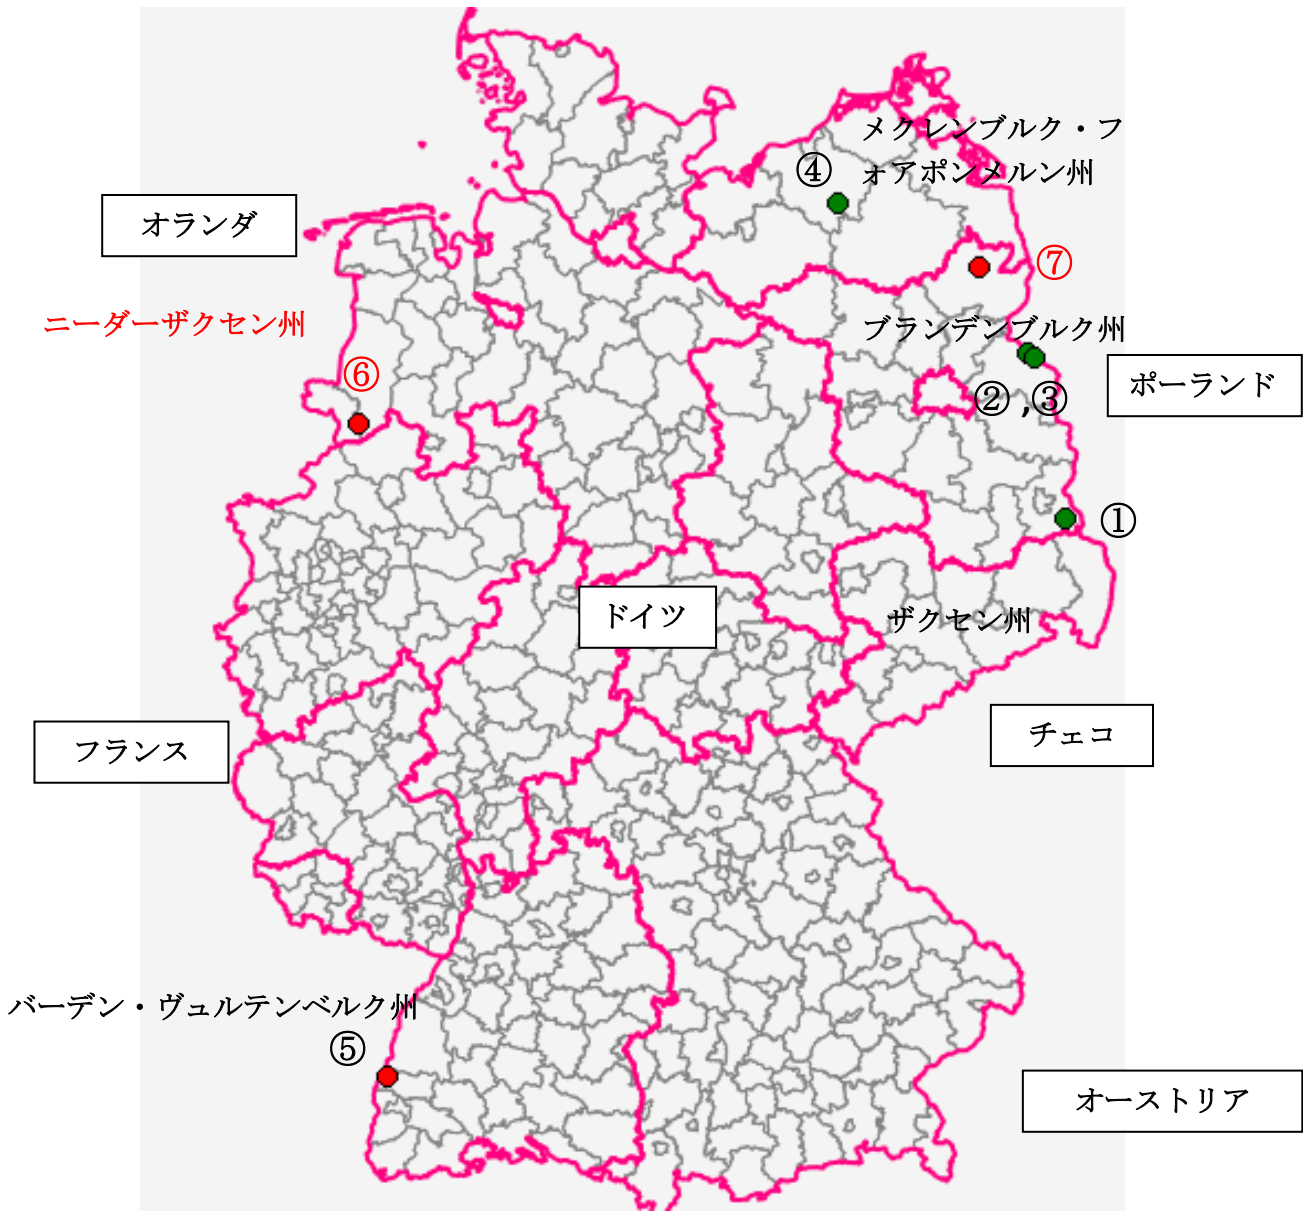 メクレンブルク・フ
ォアポンメルン州
④
オランダ
⑦
ニーダーザクセン州
ブランデンブルク州
⑥
ポーランド
②,③
①
ドイツ
ザクセン州
フランス
チェコ
バーデン・ヴュルテンベルク州
⑤
オーストリア